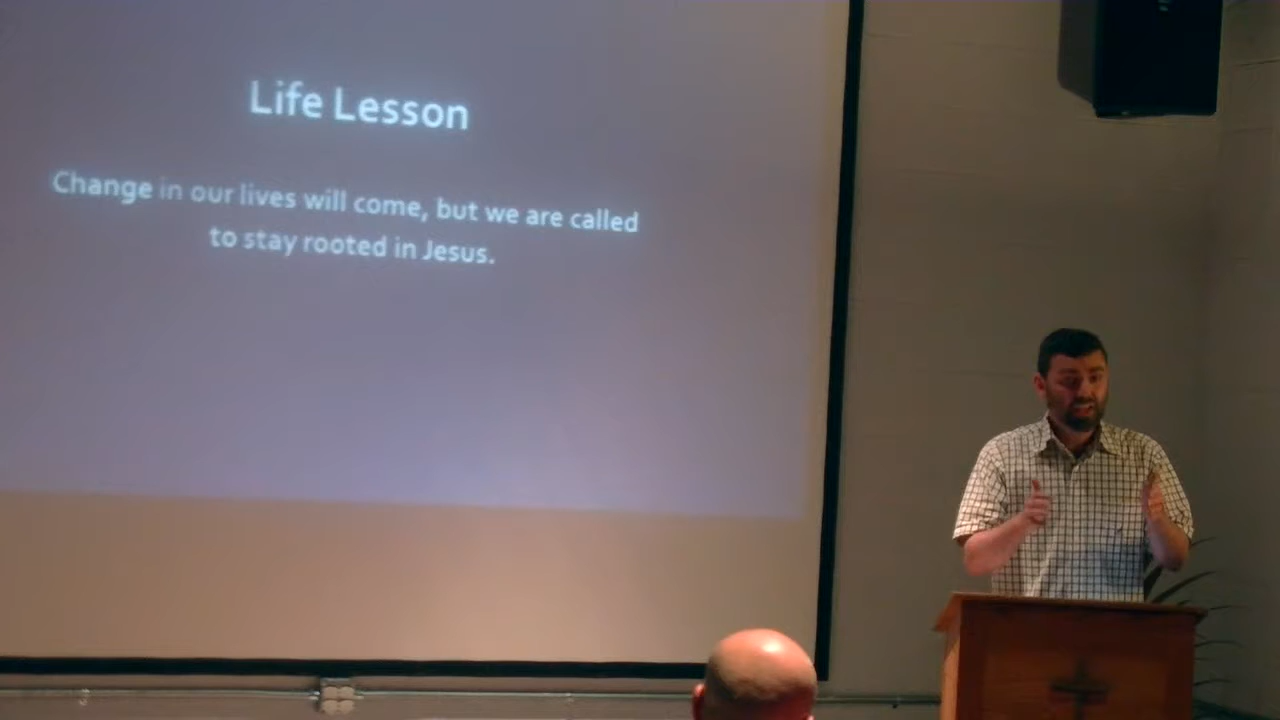 Life Lesson
Change in our lives will come, but we are called
to stay rooted in Jesus.